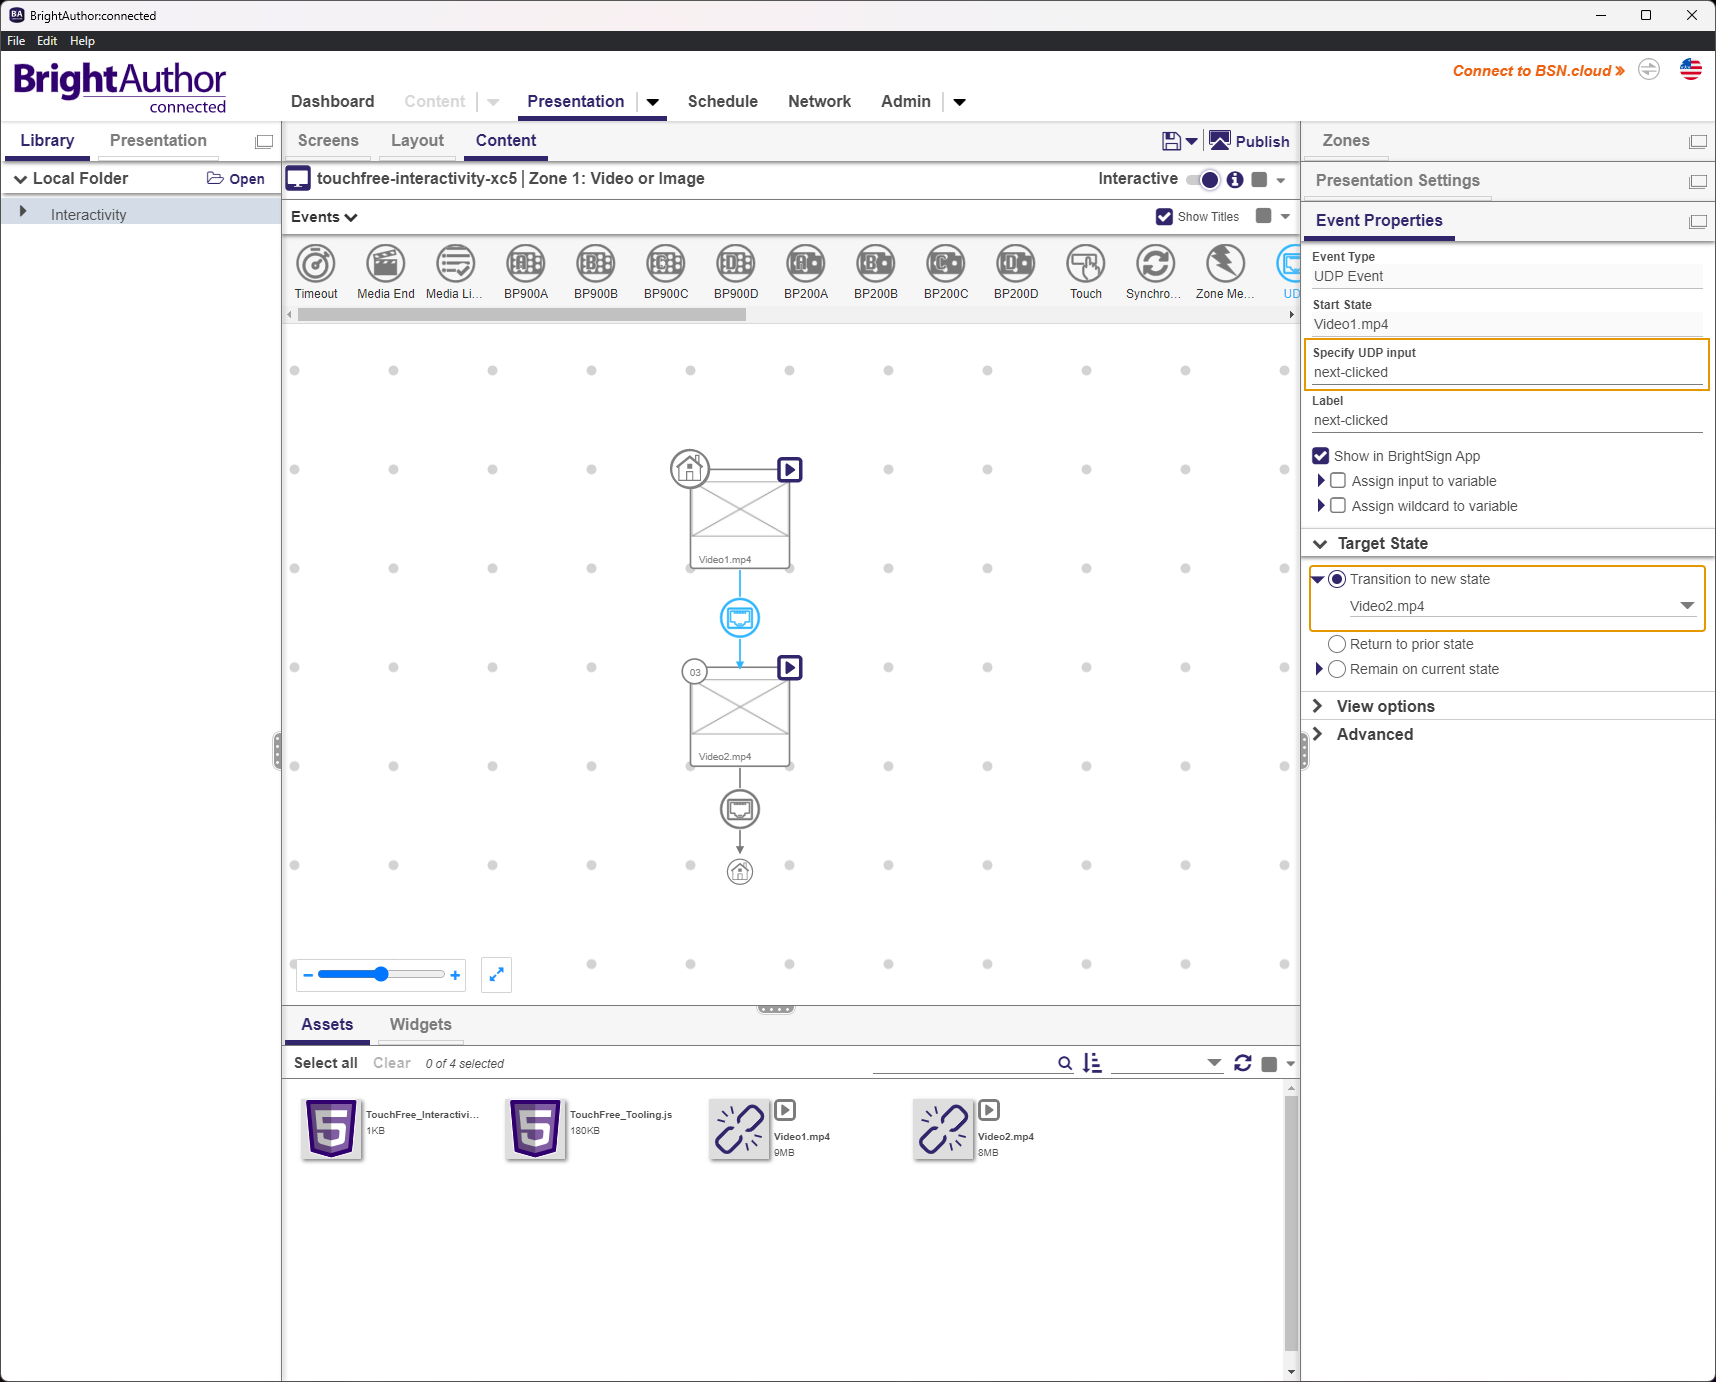 BrightAuthor:connected
File Edit Help
BrightAuthor
connected
Dashboard Content Presentation Schedule Network Admin
Connect to BSN.cloud »
Library Presentation
Local Folder Open
Interactivity
Screens Layout Content
Publish
touchfree-interactivity-xc5 | Zone 1: Video or Image
Interactive
Events
Show Titles
Timeout Media End Media Li... BP900A BP900B BP900C BP900D BP200A BP200B BP200C BP200D Touch Synchro... Zone Me... UD
Video1.mp4
03
Video2.mp4
Assets Widgets
Select all Clear 0 of 4 selected
TouchFree_Interactivi...
1KB
TouchFree_Tooling.js
180KB
Video1.mp4
9MB
Video2.mp4
8MB
Zones
Presentation Settings
Event Properties
Event Type
UDP Event
Start State
Video1.mp4
Specify UDP input
next-clicked
Label
next-clicked
Show in BrightSign App
Assign input to variable
Assign wildcard to variable
Target State
Transition to new state
Video2.mp4
Return to prior state
Remain on current state
View options
Advanced